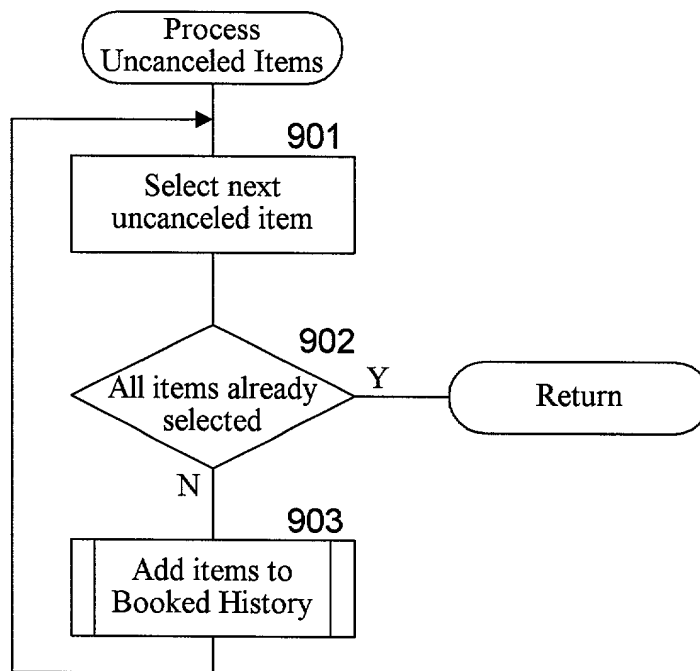 Process
Uncanceled Items
901
Select next
uncanceled item
902
All items already
selected
Y
Return
N
903
Add items to
Booked History